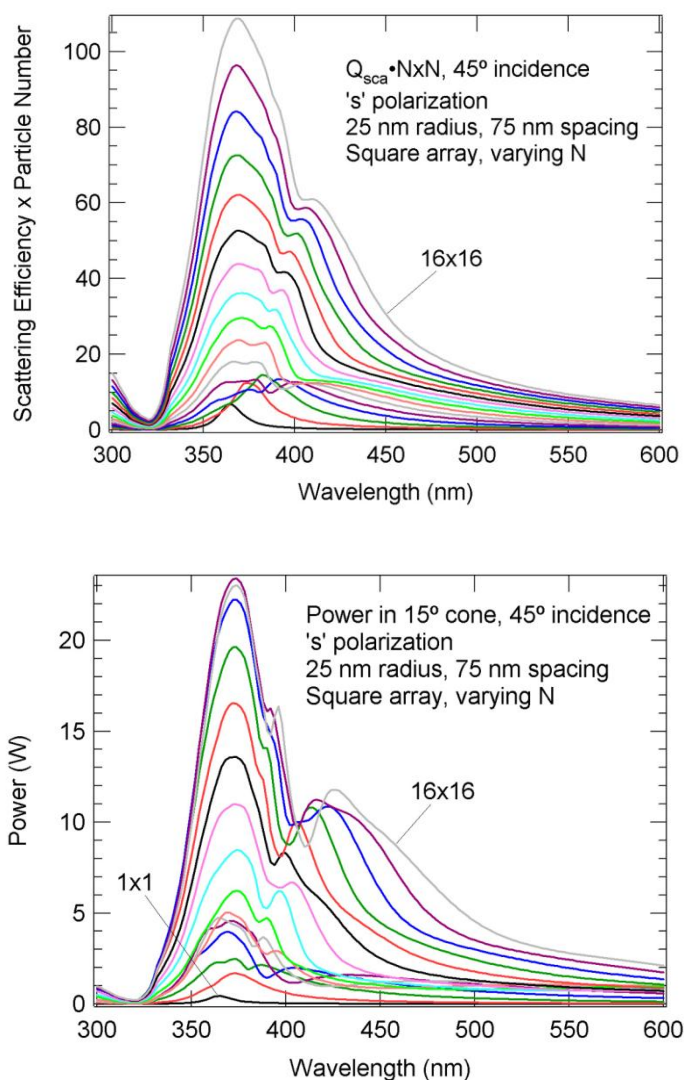 Scattering Efficiency x Particle Number
100
80
60
40
20
0
Qsca•NxN, 45º incidence
's' polarization
25 nm radius, 75 nm spacing
Square array, varying N
16x16
300 350 400 450 500 550 600
Wavelength (nm)
Power (W)
20
15
10
5
0
Power in 15º cone, 45º incidence
's' polarization
25 nm radius, 75 nm spacing
Square array, varying N
16x16
1x1
300 350 400 450 500 550 600
Wavelength (nm)